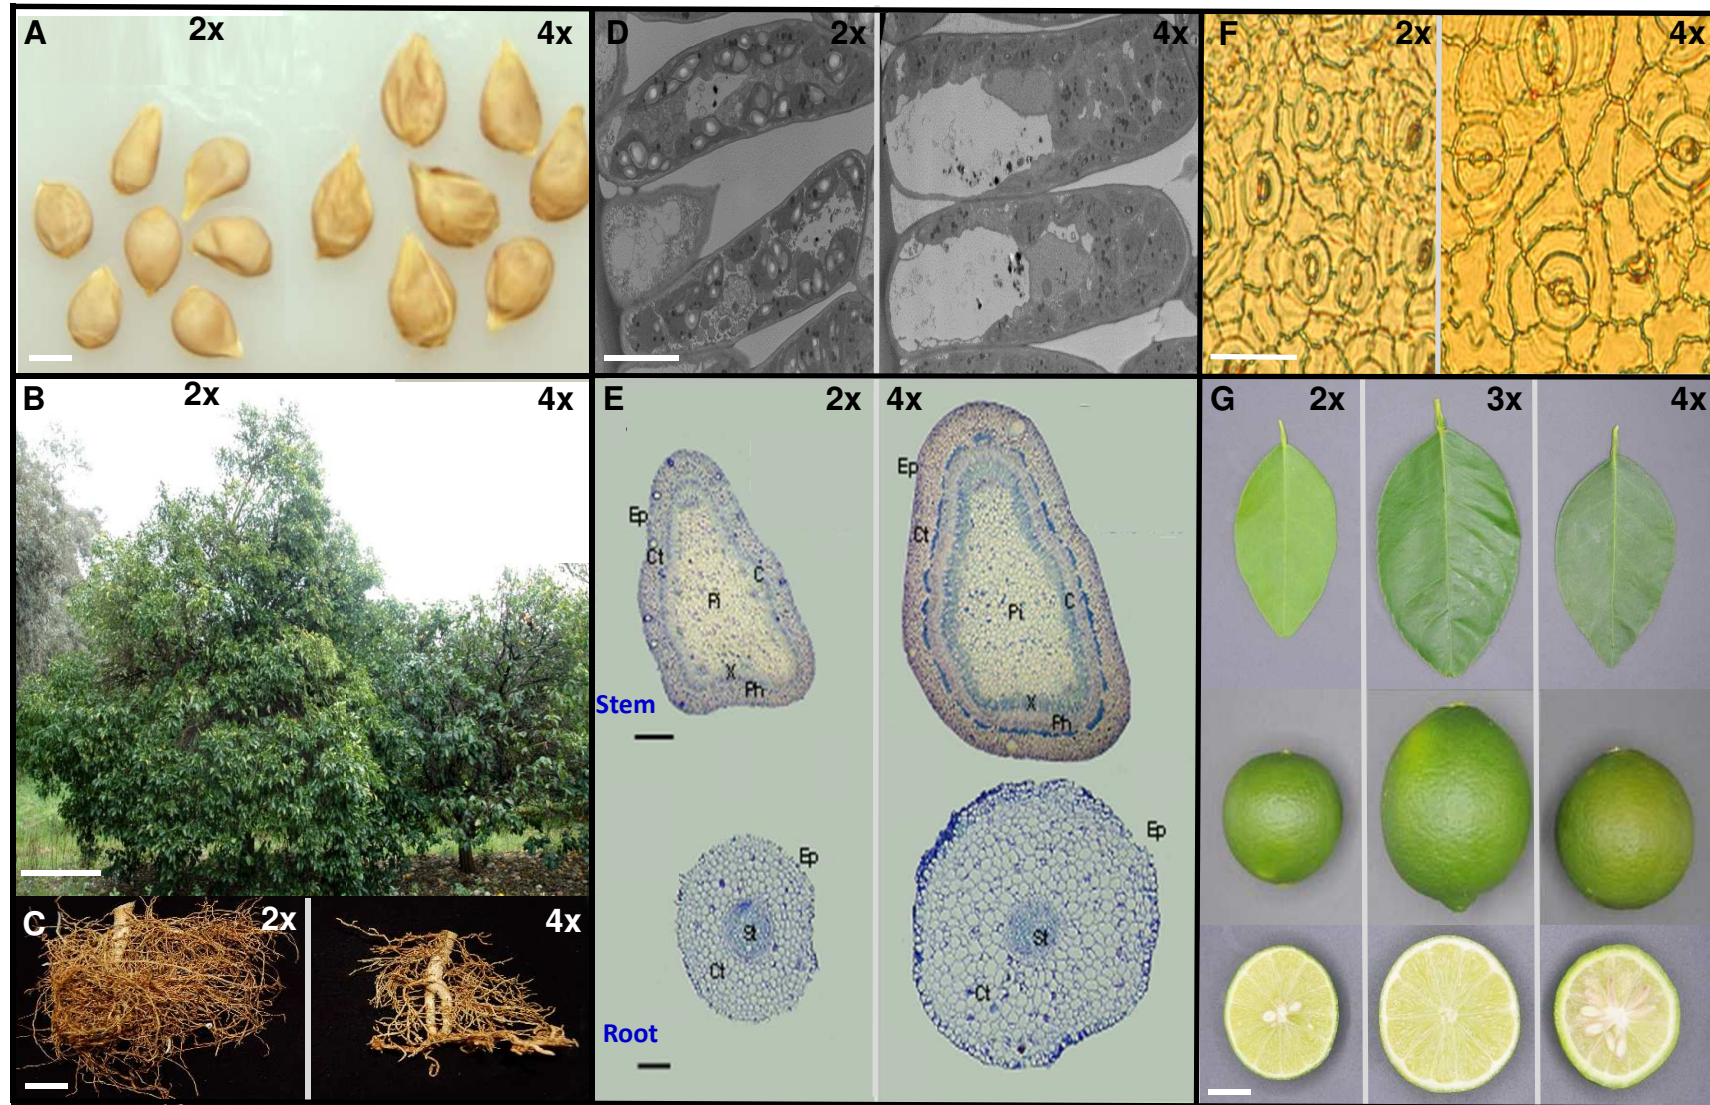 A 2x 4x
B 2x 4x
C 2x 4x
D 2x 4x
E 2x 4x
Ep
Ep
Ct
Ct
C
C
Pi
Pi
X
Ph
X
Ph
Stem
Ep
Ep
St
St
Ct
Ct
Root
F 2x 4x
G 2x 3x 4x